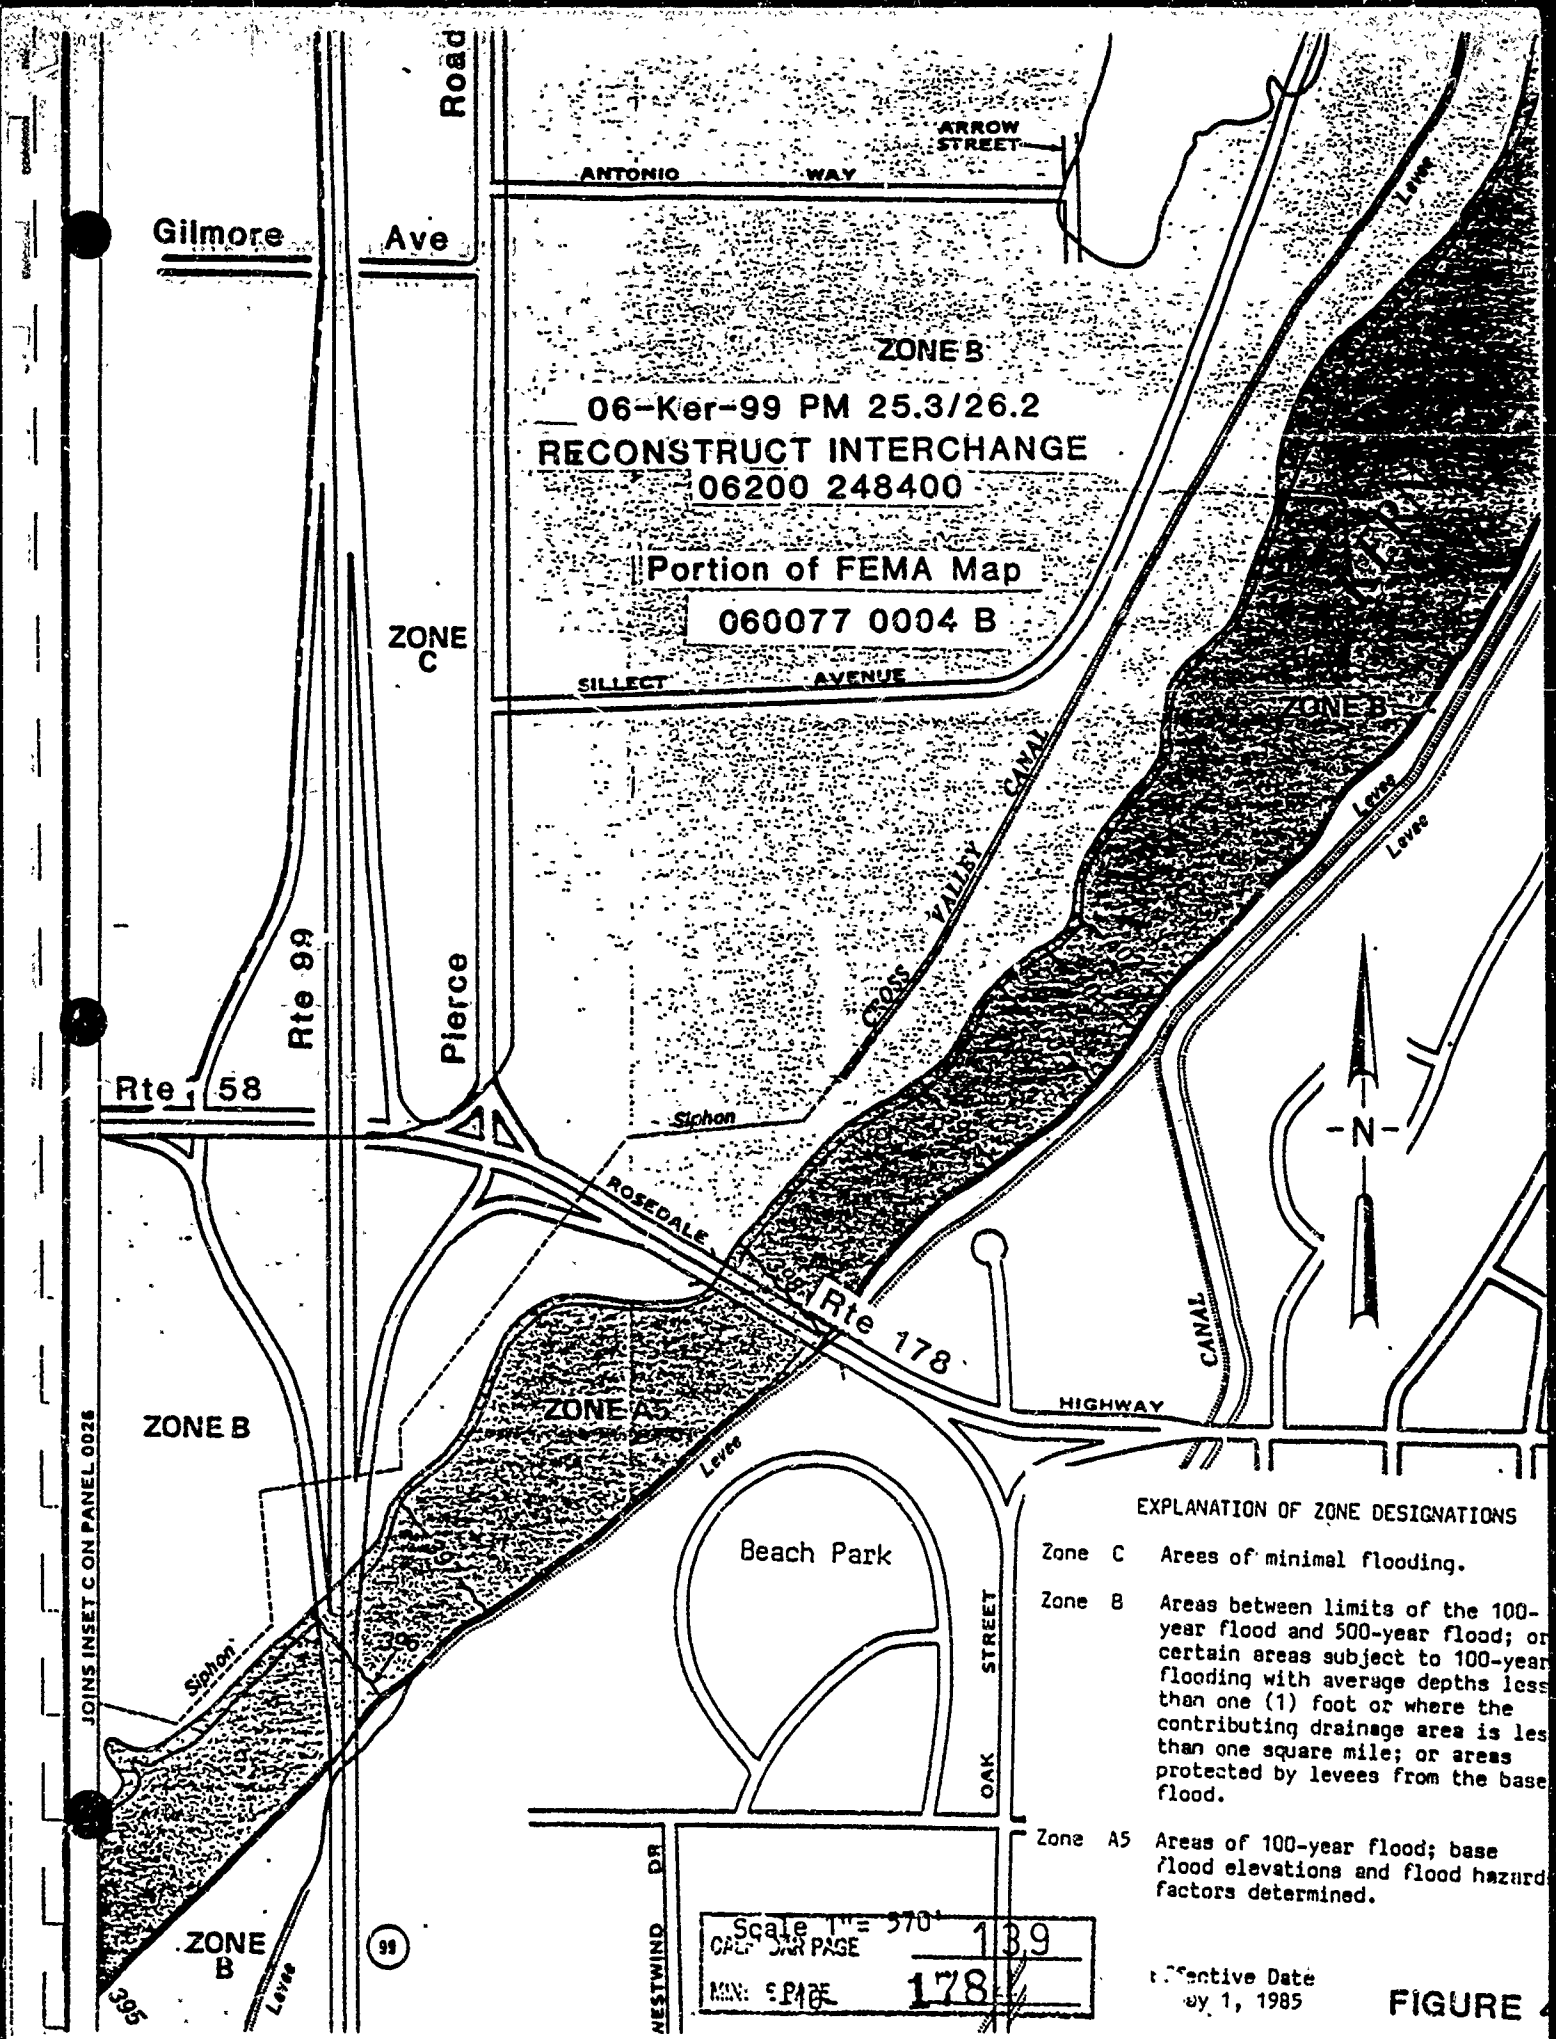 Road
ARROW
STREET
ANTONIO WAY
Levee
Gilmore Ave
ZONE B
06-Ker-99 PM 25.3/26.2
RECONSTRUCT INTERCHANGE
06200 248400
Portion of FEMA Map
060077 0004 B
ZONE
C
SILLECT AVENUE
ZONE B
CROSS VALLEY CANAL
Levee
Levee
Rte 99
Pierce
Rte 58
Siphon
-N-
ROSEDALE
Rte 178
CANAL
HIGHWAY
ZONE A5
ZONE B
Levee
JOINS INSET C ON PANEL 0026
Beach Park
EXPLANATION OF ZONE DESIGNATIONS
Zone C Areas of minimal flooding.
Zone B Areas between limits of the 100-
year flood and 500-year flood; or
certain areas subject to 100-year
flooding with average depths less
than one (1) foot or where the
contributing drainage area is les
than one square mile; or areas
protected by levees from the base
flood.
Zone A5 Areas of 100-year flood; base
flood elevations and flood hazard
factors determined.
396
Siphon
OAK STREET
WESTWIND DR
ZONE
B
Levee
99
395
Scale 1"= 570'
PAGE 139
178
Effective Date
ay 1, 1985
FIGURE